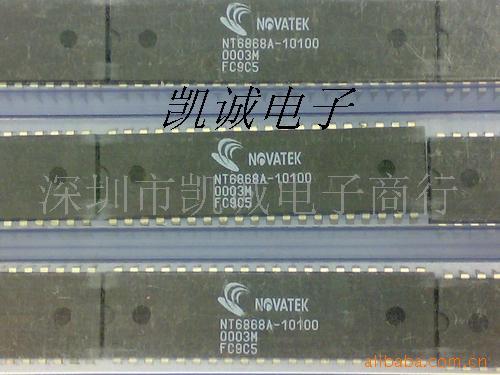 NOVATEK
NT6868A-10100
0003M
FC9C5
凯诚电子
NOVATEK
NT6868A-10100
0003M
FC9C5
深圳市凯诚电子商行
NOVATEK
NT6868A-10100
0003M
FC9C5
alibaba.com.cn